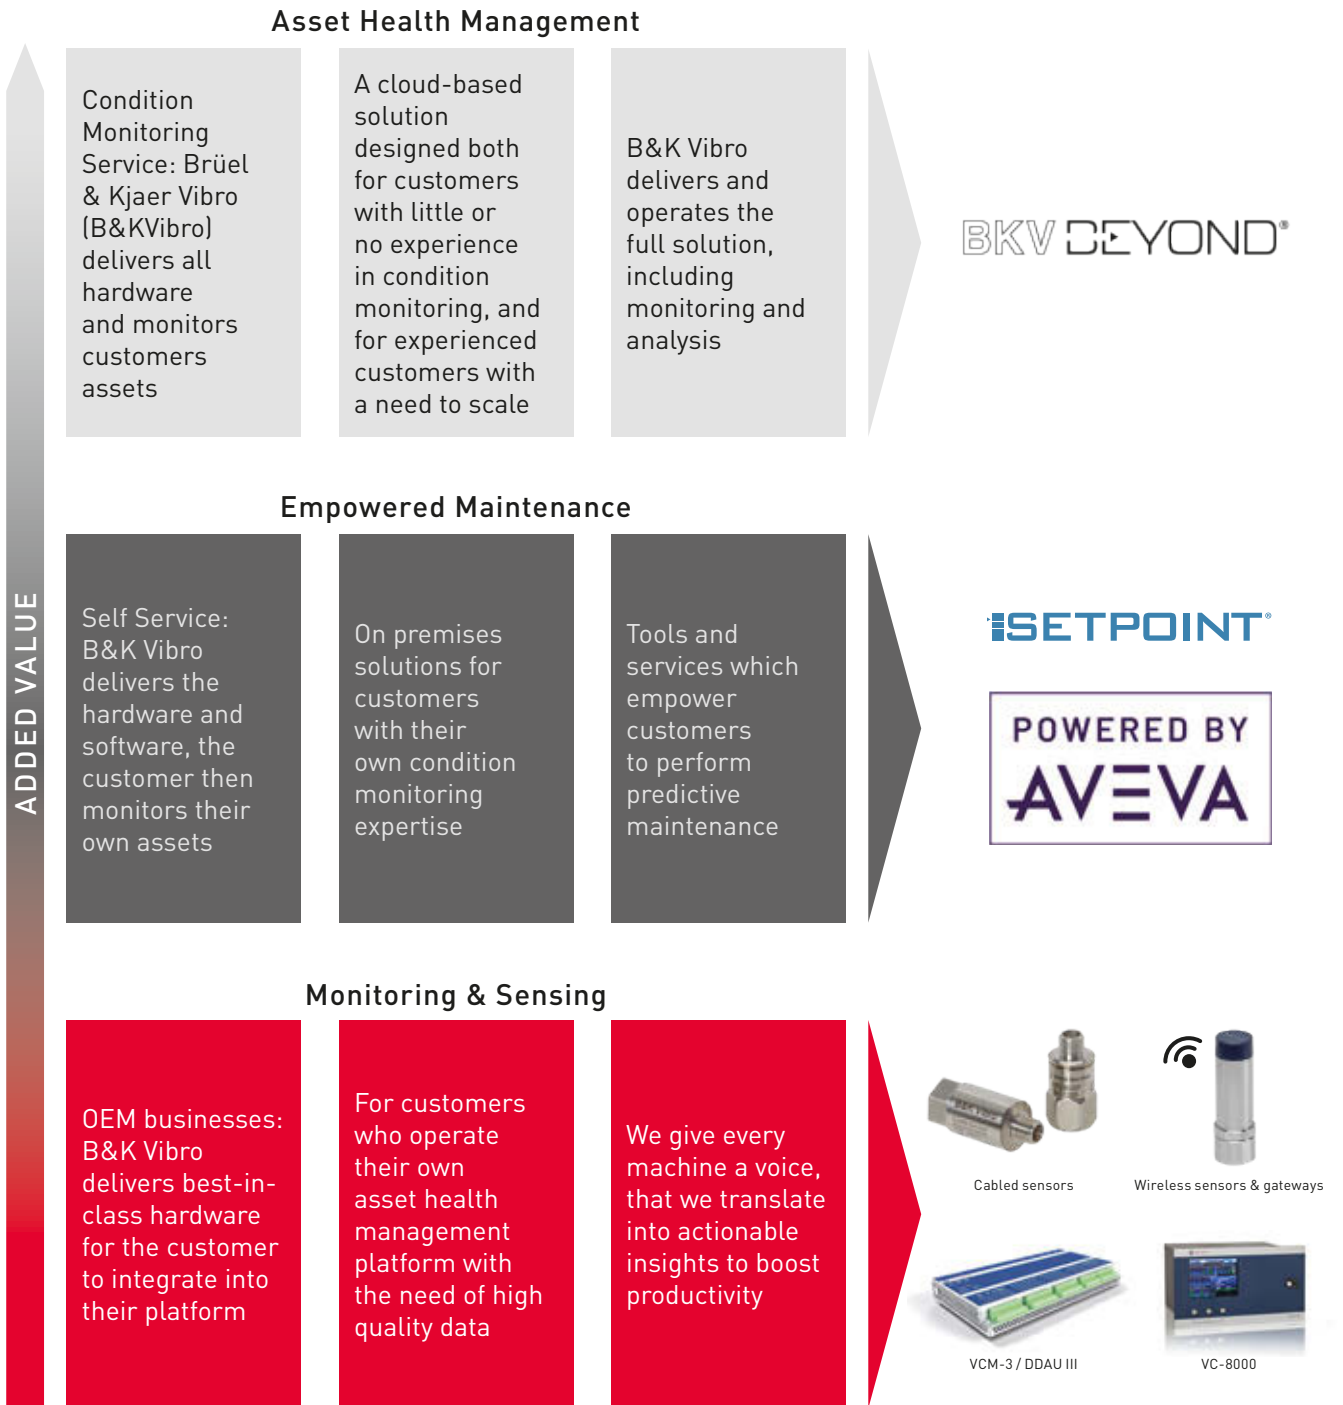 Asset Health Management
Condition
Monitoring
Service: Brüel
& Kjaer Vibro
(B&KVibro)
delivers all
hardware
and monitors
customers
assets
A cloud-based
solution
designed both
for customers
with little or
no experience
in condition
monitoring, and
for experienced
customers with
a need to scale
B&K Vibro
delivers and
operates the
full solution,
including
monitoring and
analysis
BKV BEYOND®
ADDED VALUE
Empowered Maintenance
Self Service:
B&K Vibro
delivers the
hardware and
software, the
customer then
monitors their
own assets
On premises
solutions for
customers
with their
own condition
monitoring
expertise
Tools and
services which
empower
customers
to perform
predictive
maintenance
SETPOINT®
POWERED BY
AVEVA
Monitoring & Sensing
OEM businesses:
B&K Vibro
delivers best-in-
class hardware
for the customer
to integrate into
their platform
For customers
who operate
their own
asset health
management
platform with
the need of high
quality data
We give every
machine a voice,
that we translate
into actionable
insights to boost
productivity
Cabled sensors
Wireless sensors & gateways
VCM-3 / DDAU III
VC-8000